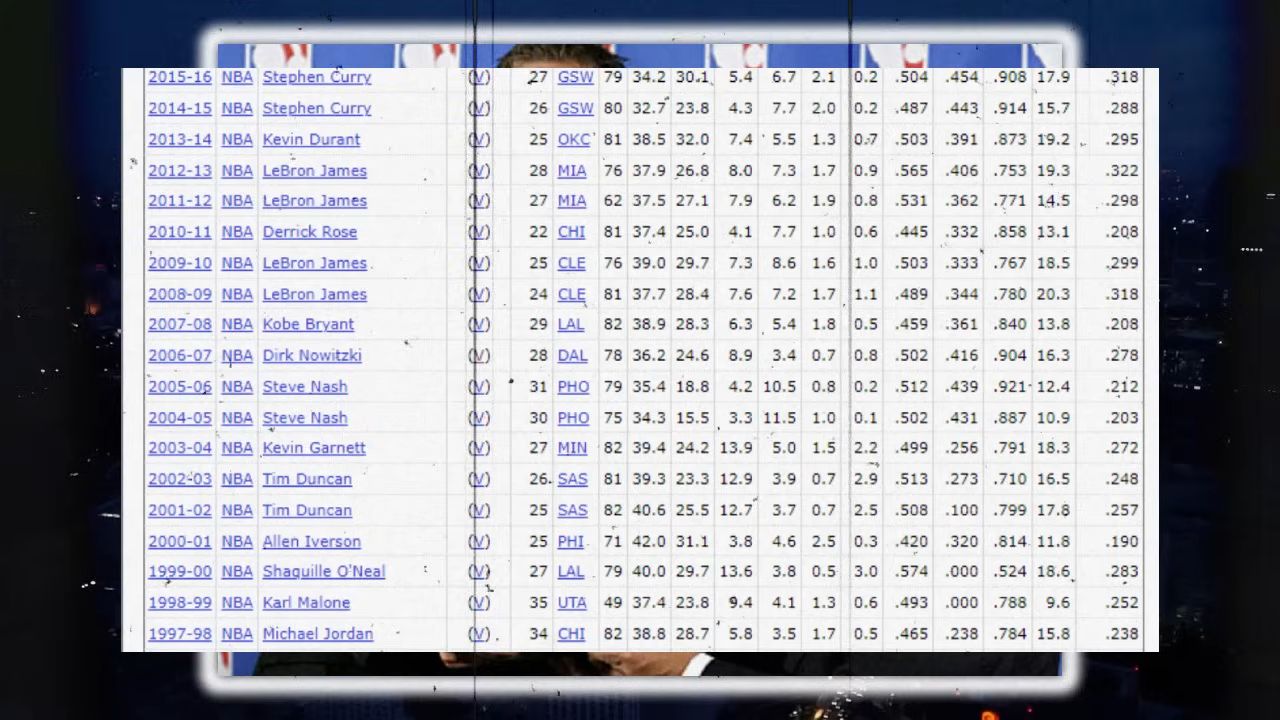 2015-16 NBA Stephen Curry (V) 27 GSW 79 34.2 30.1 5.4 6.7 2.1 0.2 .504 .454 .908 17.9 .318
2014-15 NBA Stephen Curry (V) 26 GSW 80 32.7 23.8 4.3 7.7 2.0 0.2 .487 .443 .914 15.7 .288
2013-14 NBA Kevin Durant (V) 25 OKC 81 38.5 32.0 7.4 5.5 1.3 0.7 .503 .391 .873 19.2 .295
2012-13 NBA LeBron James (V) 28 MIA 76 37.9 26.8 8.0 7.3 1.7 0.9 .565 .406 .753 19.3 .322
2011-12 NBA LeBron James (V) 27 MIA 62 37.5 27.1 7.9 6.2 1.9 0.8 .531 .362 .771 14.5 .298
2010-11 NBA Derrick Rose (V) 22 CHI 81 37.4 25.0 4.1 7.7 1.0 0.6 .445 .332 .858 13.1 .208
2009-10 NBA LeBron James (V) 25 CLE 76 39.0 29.7 7.3 8.6 1.6 1.0 .503 .333 .767 18.5 .299
2008-09 NBA LeBron James (V) 24 CLE 81 37.7 28.4 7.6 7.2 1.7 1.1 .489 .344 .780 20.3 .318
2007-08 NBA Kobe Bryant (V) 29 LAL 82 38.9 28.3 6.3 5.4 1.8 0.5 .459 .361 .840 13.8 .208
2006-07 NBA Dirk Nowitzki (V) 28 DAL 78 36.2 24.6 8.9 3.4 0.7 0.8 .502 .416 .904 16.3 .278
2005-06 NBA Steve Nash (V) 31 PHO 79 35.4 18.8 4.2 10.5 0.8 0.2 .512 .439 .921 12.4 .212
2004-05 NBA Steve Nash (V) 30 PHO 75 34.3 15.5 3.3 11.5 1.0 0.1 .502 .431 .887 10.9 .203
2003-04 NBA Kevin Garnett (V) 27 MIN 82 39.4 24.2 13.9 5.0 1.5 2.2 .499 .256 .791 18.3 .272
2002-03 NBA Tim Duncan (V) 26 SAS 81 39.3 23.3 12.9 3.9 0.7 2.9 .513 .273 .710 16.5 .248
2001-02 NBA Tim Duncan (V) 25 SAS 82 40.6 25.5 12.7 3.7 0.7 2.5 .508 .100 .799 17.8 .257
2000-01 NBA Allen Iverson (V) 25 PHI 71 42.0 31.1 3.8 4.6 2.5 0.3 .420 .320 .814 11.8 .190
1999-00 NBA Shaquille O'Neal (V) 27 LAL 79 40.0 29.7 13.6 3.8 0.5 3.0 .574 .000 .524 18.6 .283
1998-99 NBA Karl Malone (V) 35 UTA 49 37.4 23.8 9.4 4.1 1.3 0.6 .493 .000 .788 9.6 .252
1997-98 NBA Michael Jordan (V) 34 CHI 82 38.8 28.7 5.8 3.5 1.7 0.5 .465 .238 .784 15.8 .238